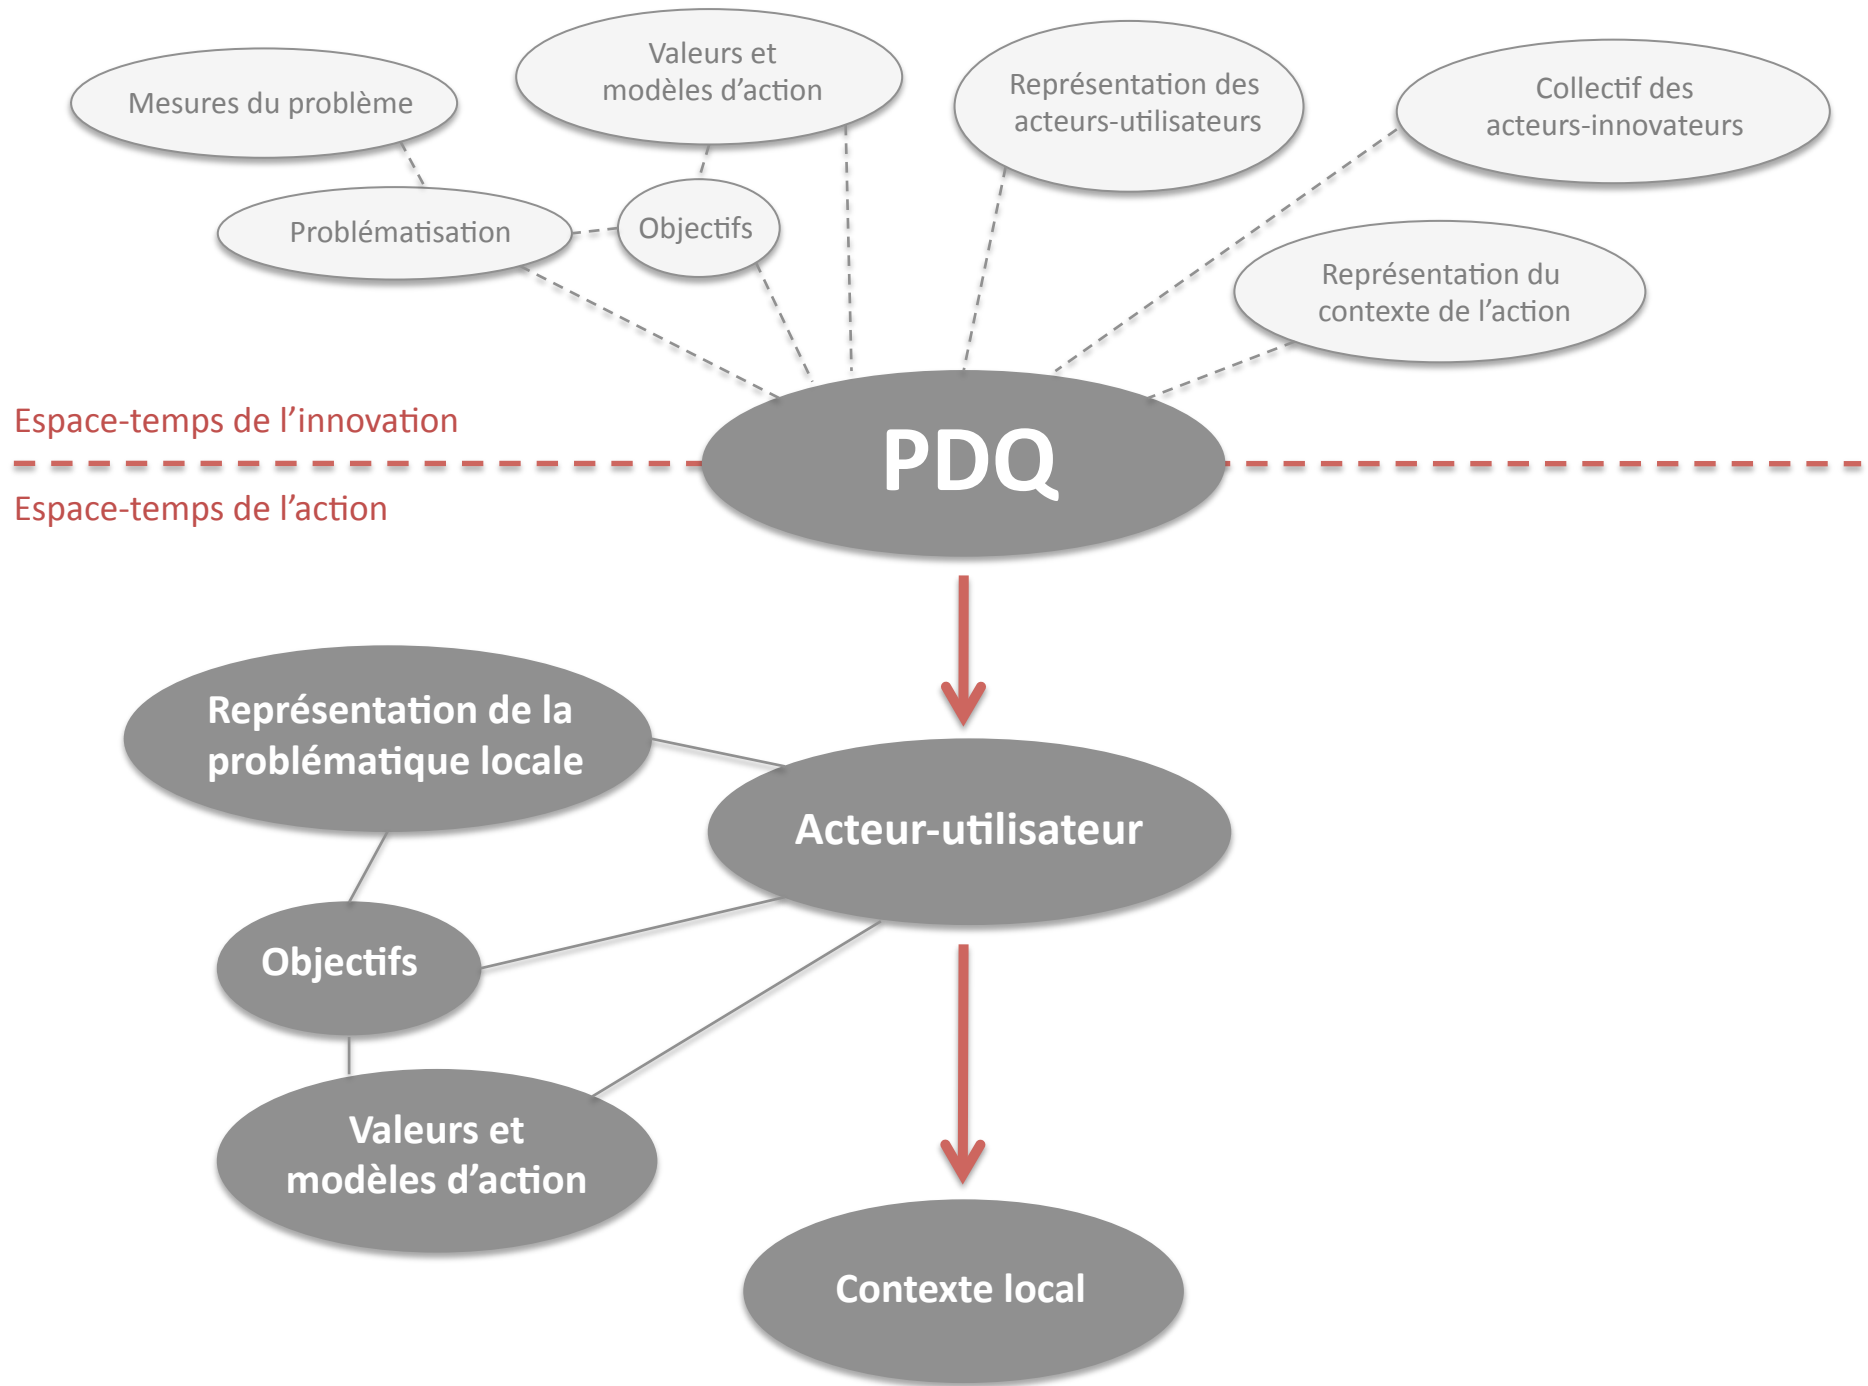 Mesures du problème
Valeurs et
modèles d’action
Représentation des
acteurs-utilisateurs
Collectif des
acteurs-innovateurs
Problématisation
Objectifs
Représentation du
contexte de l’action
Espace-temps de l’innovation
PDQ
Espace-temps de l’action
Représentation de la
problématique locale
Acteur-utilisateur
Objectifs
Valeurs et
modèles d’action
Contexte local